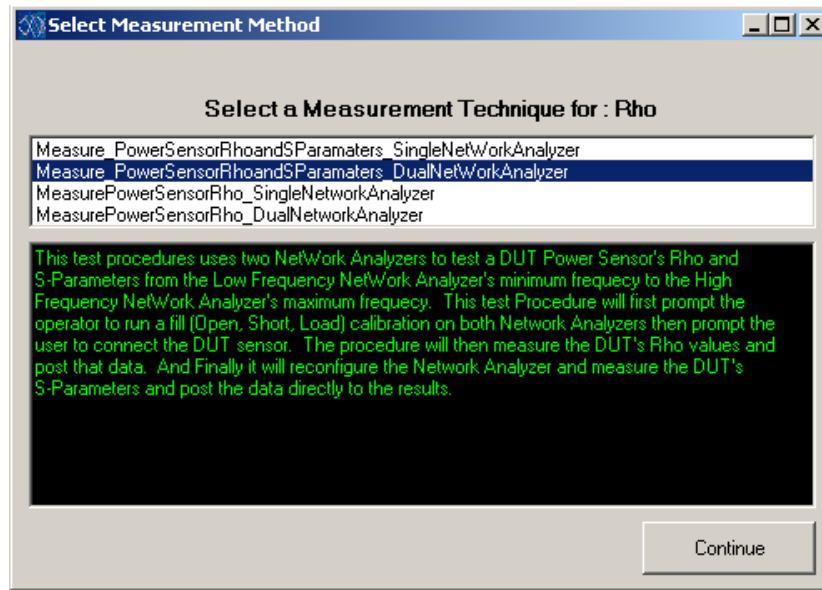 Select Measurement Method
Select a Measurement Technique for : Rho
Measure_PowerSensorRhoandSParamaters_SingleNetWorkAnalyzer
Measure_PowerSensorRhoandSParamaters_DualNetWorkAnalyzer
MeasurePowerSensorRho_SingleNetworkAnalyzer
MeasurePowerSensorRho_DualNetworkAnalyzer
This test procedures uses two NetWork Analyzers to test a DUT Power Sensor's Rho and
S-Parameters from the Low Frequency NetWork Analyzer's minimum frequecy to the High
Frequency NetWork Analyzer's maximum frequecy.  This test Procedure will first prompt the
operator to run a fill (Open, Short, Load) calibration on both Network Analyzers then prompt the
user to connect the DUT sensor.  The procedure will then measure the DUT's Rho values and
post that data.  And Finally it will reconfigure the Network Analyzer and measure the DUT's
S-Parameters and post the data directly to the results.
Continue